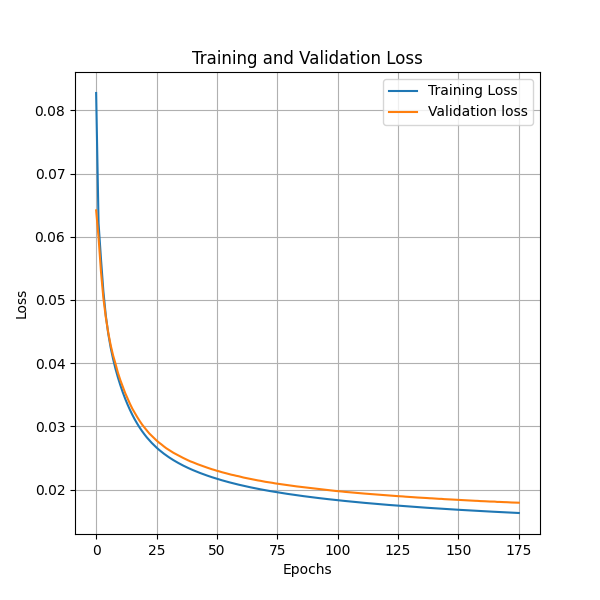 Training and Validation Loss
Training Loss
Validation loss
0.08
0.07
0.06
0.05
0.04
0.03
0.02
Loss
0 25 50 75 100 125 150 175
Epochs